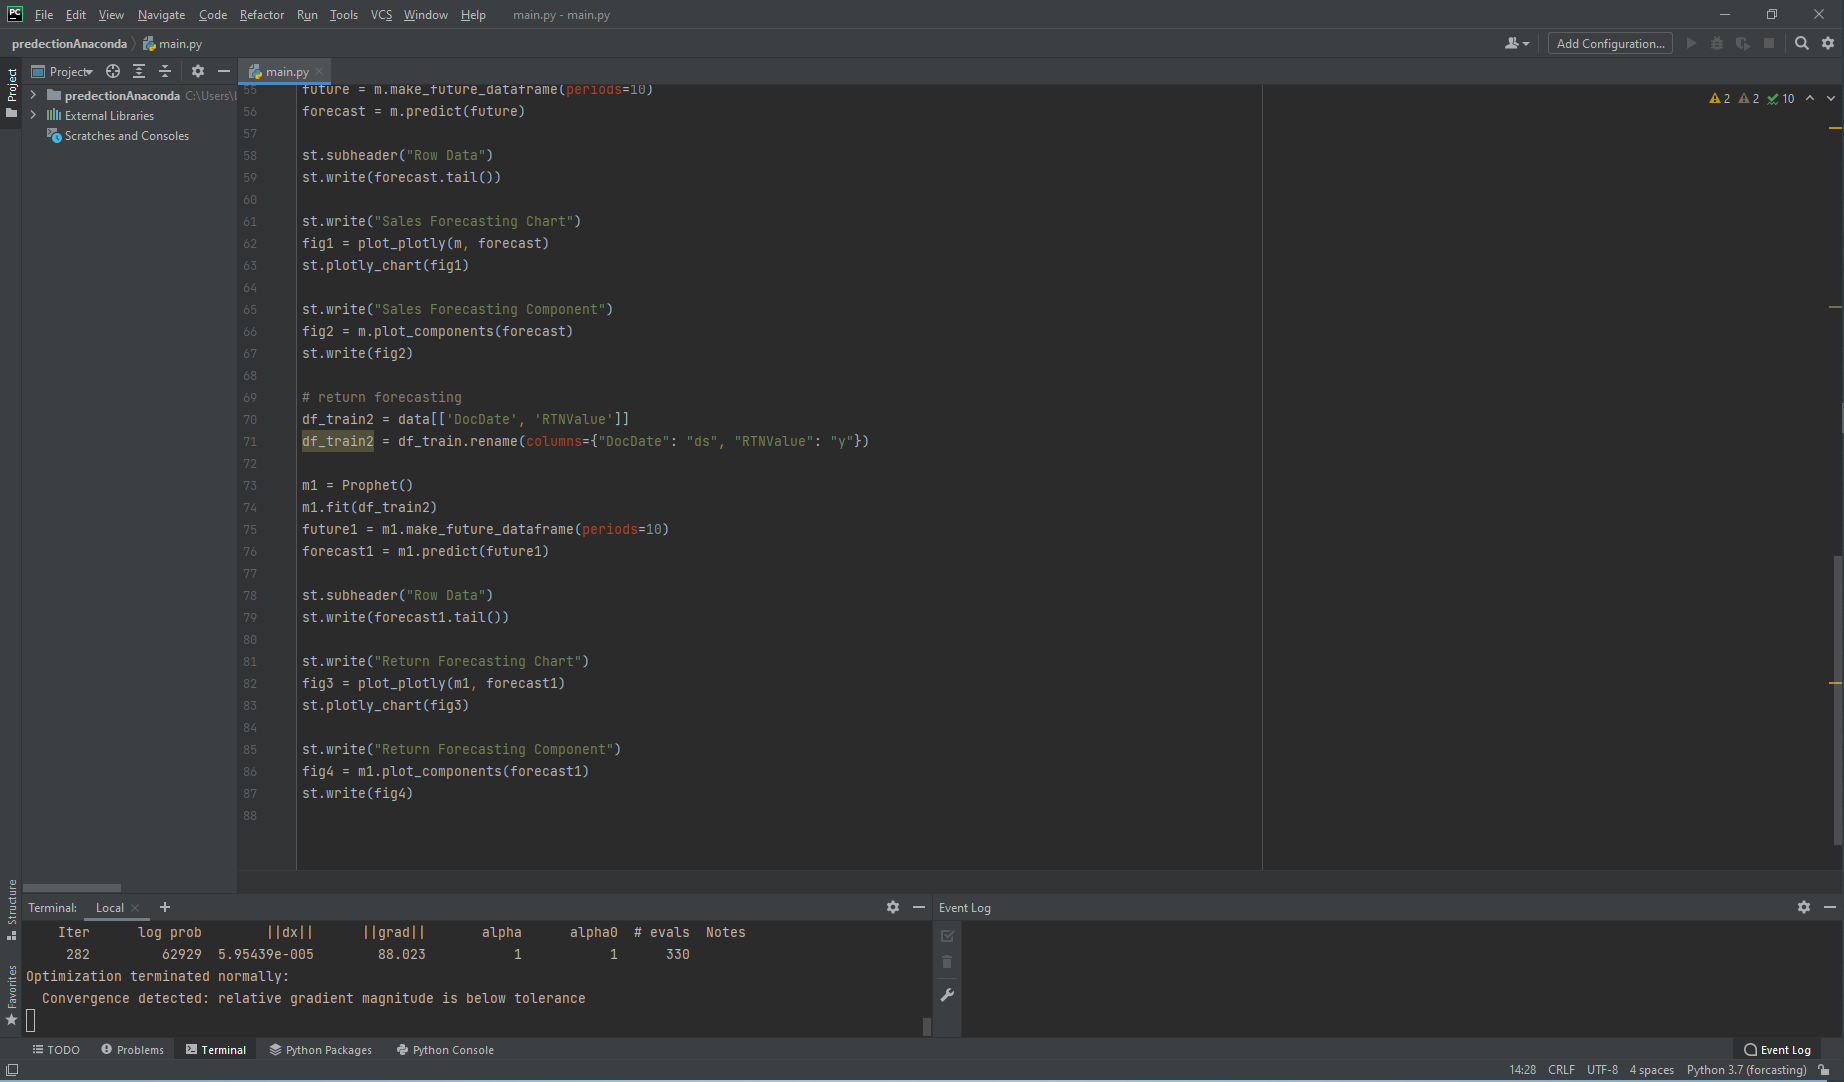 PC File Edit View Navigate Code Refactor Run Tools VCS Window Help main.py - main.py
predectionAnaconda main.py Add Configuration...
Project
Project main.py
predectionAnaconda C:\Users\
External Libraries
Scratches and Consoles
2 2 10
55 future = m.make_future_dataframe(periods=10)
56 forecast = m.predict(future)
57
58 st.subheader("Row Data")
59 st.write(forecast.tail())
60
61 st.write("Sales Forecasting Chart")
62 fig1 = plot_plotly(m, forecast)
63 st.plotly_chart(fig1)
64
65 st.write("Sales Forecasting Component")
66 fig2 = m.plot_components(forecast)
67 st.write(fig2)
68
69 # return forecasting
70 df_train2 = data[['DocDate', 'RTNValue']]
71 df_train2 = df_train.rename(columns={"DocDate": "ds", "RTNValue": "y"})
72
73 m1 = Prophet()
74 m1.fit(df_train2)
75 future1 = m1.make_future_dataframe(periods=10)
76 forecast1 = m1.predict(future1)
77
78 st.subheader("Row Data")
79 st.write(forecast1.tail())
80
81 st.write("Return Forecasting Chart")
82 fig3 = plot_plotly(m1, forecast1)
83 st.plotly_chart(fig3)
84
85 st.write("Return Forecasting Component")
86 fig4 = m1.plot_components(forecast1)
87 st.write(fig4)
88
Structure
Favorites
Terminal: Local Event Log
Iter log prob ||dx|| ||grad|| alpha alpha0 # evals Notes
282 62929 5.95439e-005 88.023 1 1 330
Optimization terminated normally:
Convergence detected: relative gradient magnitude is below tolerance
TODO Problems Terminal Python Packages Python Console Event Log
14:28 CRLF UTF-8 4 spaces Python 3.7 (forcasting)